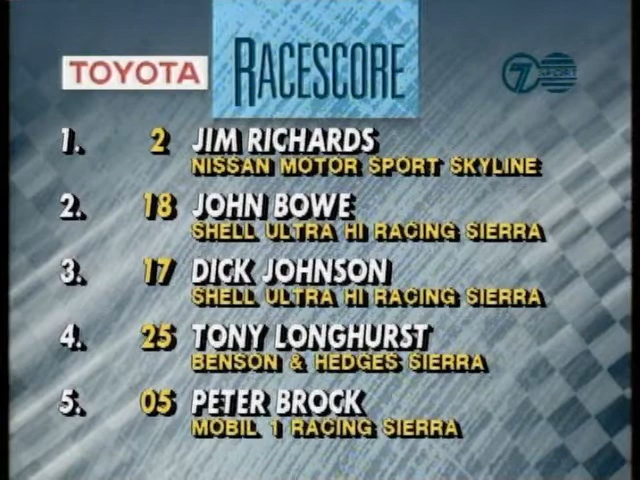 TOYOTA
RACESCORE
7 SPORT
1. 2 JIM RICHARDS
NISSAN MOTOR SPORT SKYLINE
2. 18 JOHN BOWE
SHELL ULTRA HI RACING SIERRA
3. 17 DICK JOHNSON
SHELL ULTRA HI RACING SIERRA
4. 25 TONY LONGHURST
BENSON & HEDGES SIERRA
5. 05 PETER BROCK
MOBIL 1 RACING SIERRA